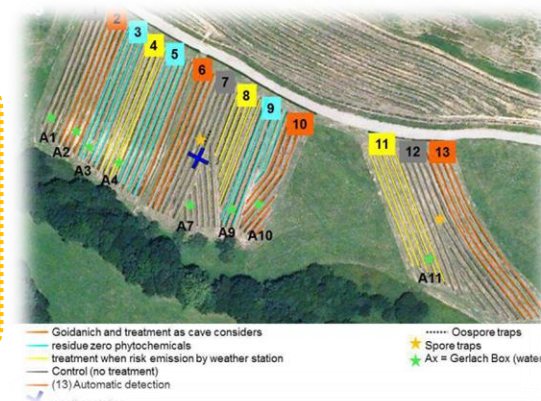 2
3
4
5
6
7
8
9
10
11
12
13
A1
A2
A3
A4
A7
A9
A10
A11
Goidanich and treatment as cave considers
residue zero phytochemicals
treatment when risk emission by weather station
Control (no treatment)
(13) Automatic detection
Oospore traps
Spore traps
Ax = Gerlach Box (water